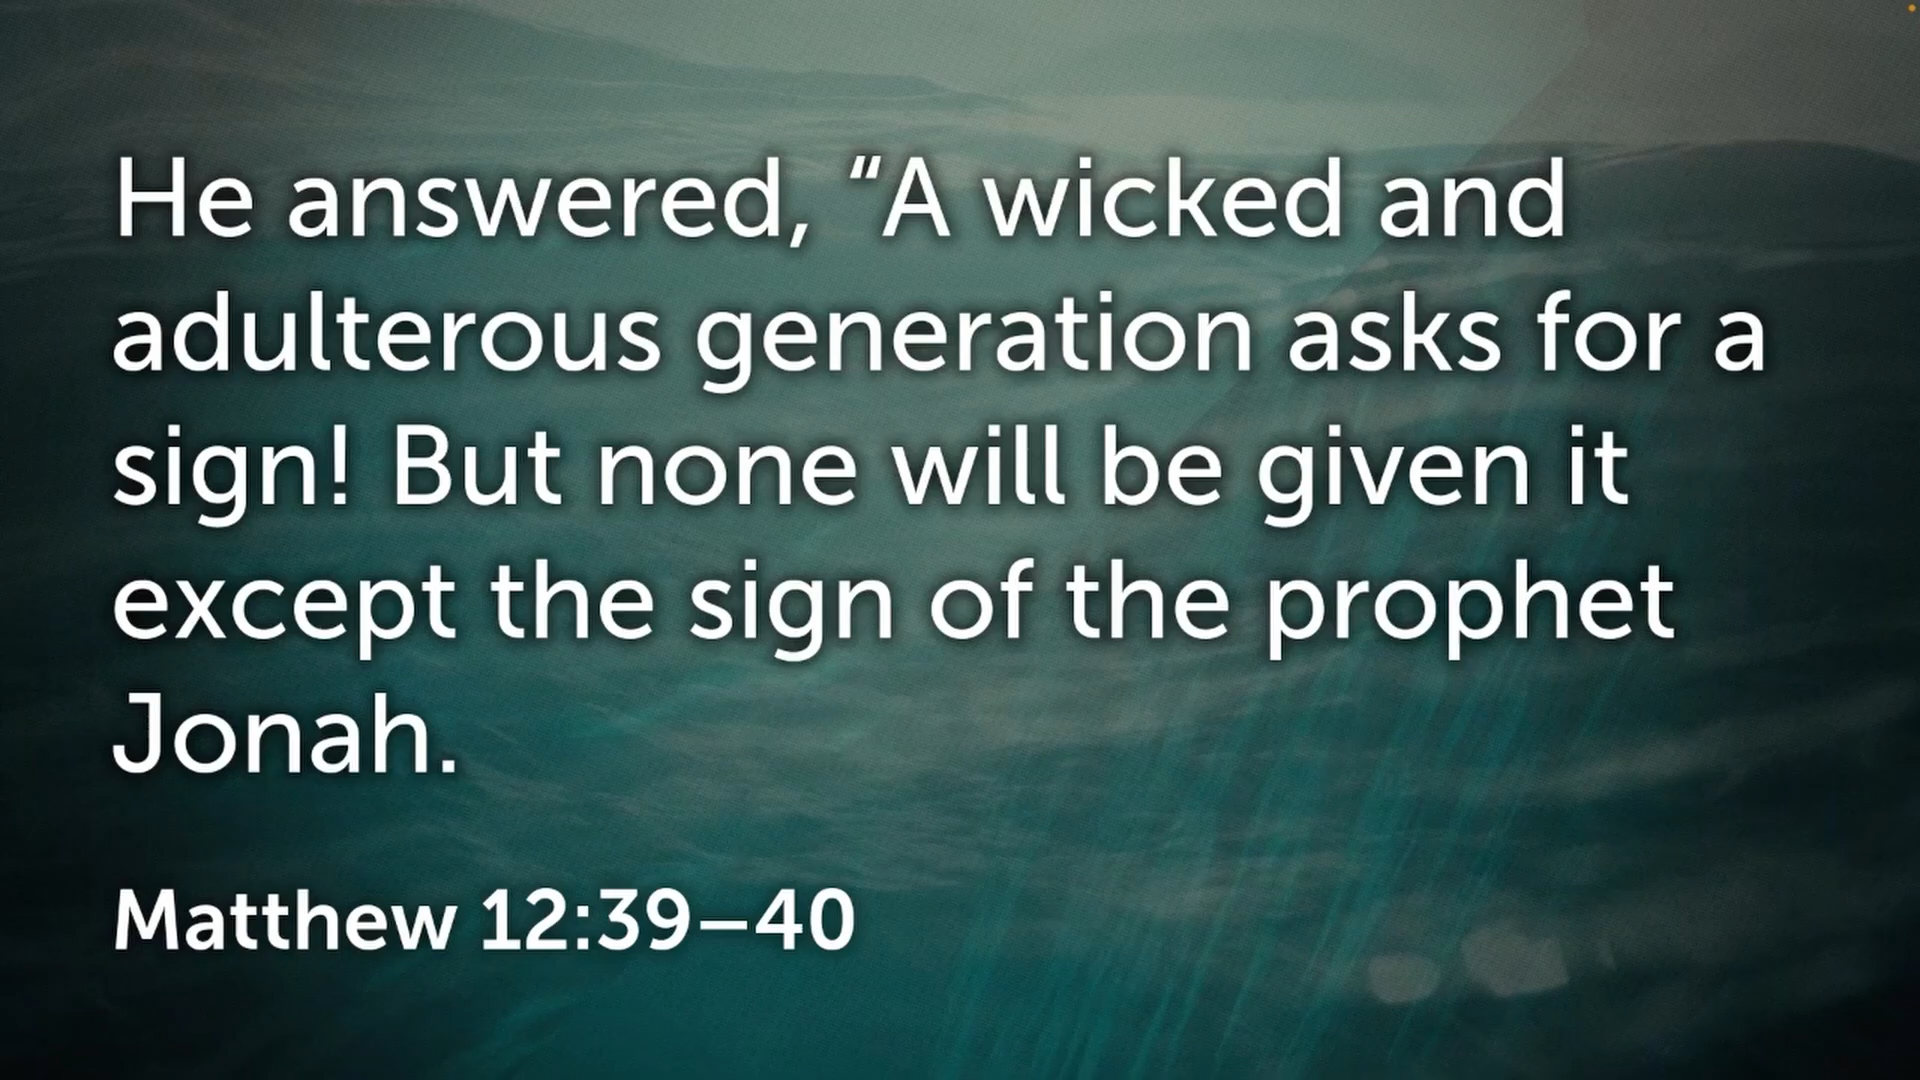 He answered, “A wicked and
adulterous generation asks for a
sign! But none will be given it
except the sign of the prophet
Jonah.
Matthew 12:39–40